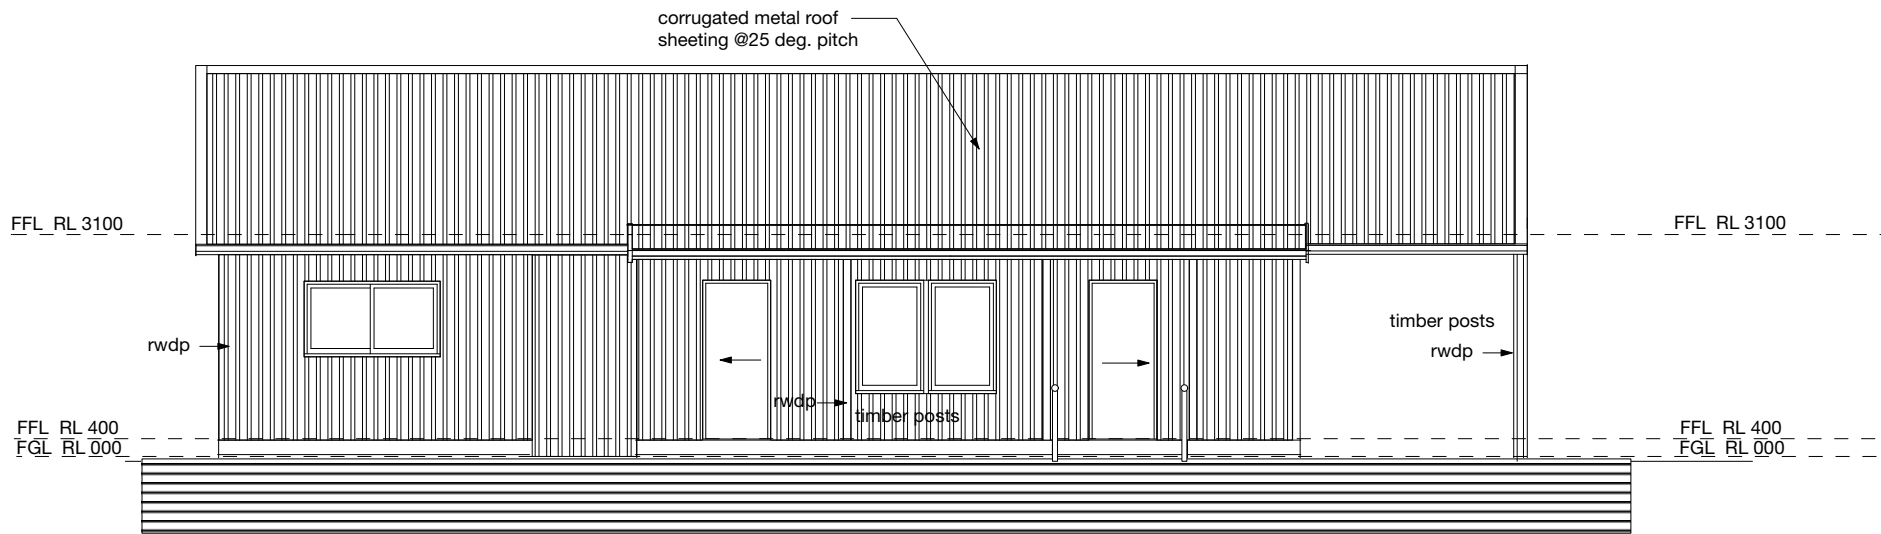 corrugated metal roof
sheeting @25 deg. pitch
FFL RL 3100
FFL RL 3100
timber posts
rwdp
rwdp
rwdp
timber posts
FFL RL 400
FGL RL 000
FFL RL 400
FGL RL 000